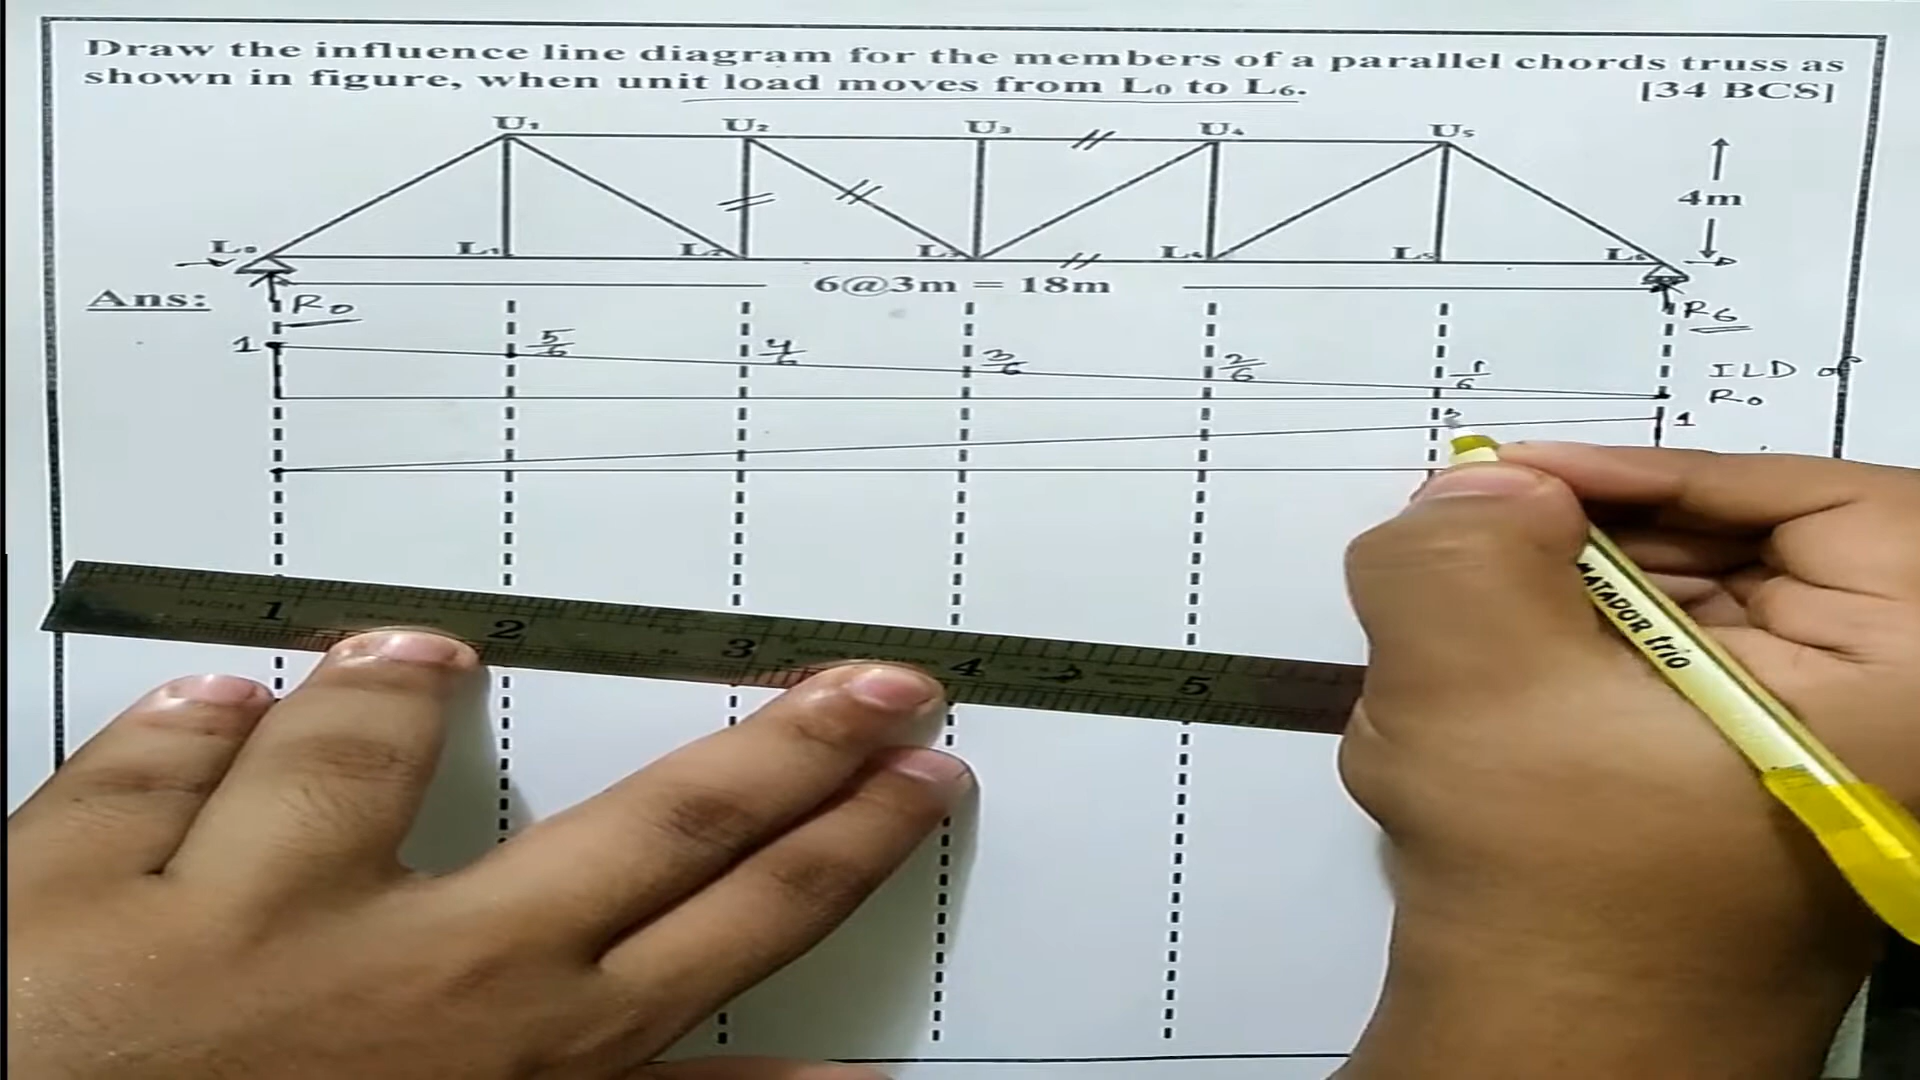 Draw the influence line diagram for the members of a parallel chords truss as
shown in figure, when unit load moves from L₀ to L₆. [34 BCS]
U₁ U₂ U₃ U₄ U₅
4m
L₀ L₁ L₂ L₃ L₄ L₅ L₆
6@3m = 18m
Ans: R₀ R₆
1 5/6 4/6 3/6 2/6 1/6 ILD of
R₀
1
INCH 1 2 3 4 5
MATADOR trio